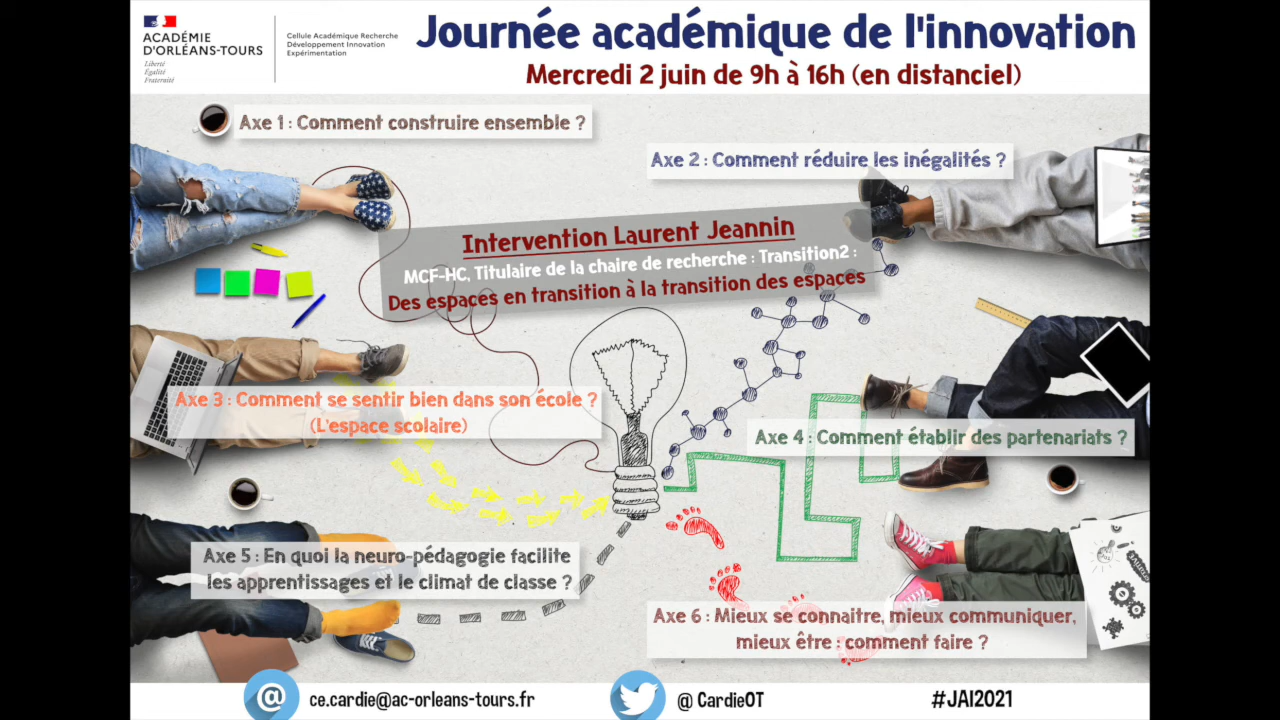 ACADÉMIE
D'ORLÉANS-TOURS
Liberté
Égalité
Fraternité
Cellule Académique Recherche
Développement Innovation
Expérimentation
Journée académique de l'innovation
Mercredi 2 juin de 9h à 16h (en distanciel)
Axe 1 : Comment construire ensemble ?
Axe 2 : Comment réduire les inégalités ?
Intervention Laurent Jeannin
MCF-HC, Titulaire de la chaire de recherche : Transition2 :
Des espaces en transition à la transition des espaces
Axe 3 : Comment se sentir bien dans son école ?
(L'espace scolaire)
Axe 4 : Comment établir des partenariats ?
Axe 5 : En quoi la neuro-pédagogie facilite
les apprentissages et le climat de classe ?
Axe 6 : Mieux se connaitre, mieux communiquer,
mieux être : comment faire ?
@ ce.cardie@ac-orleans-tours.fr
@ CardieOT
#JAI2021